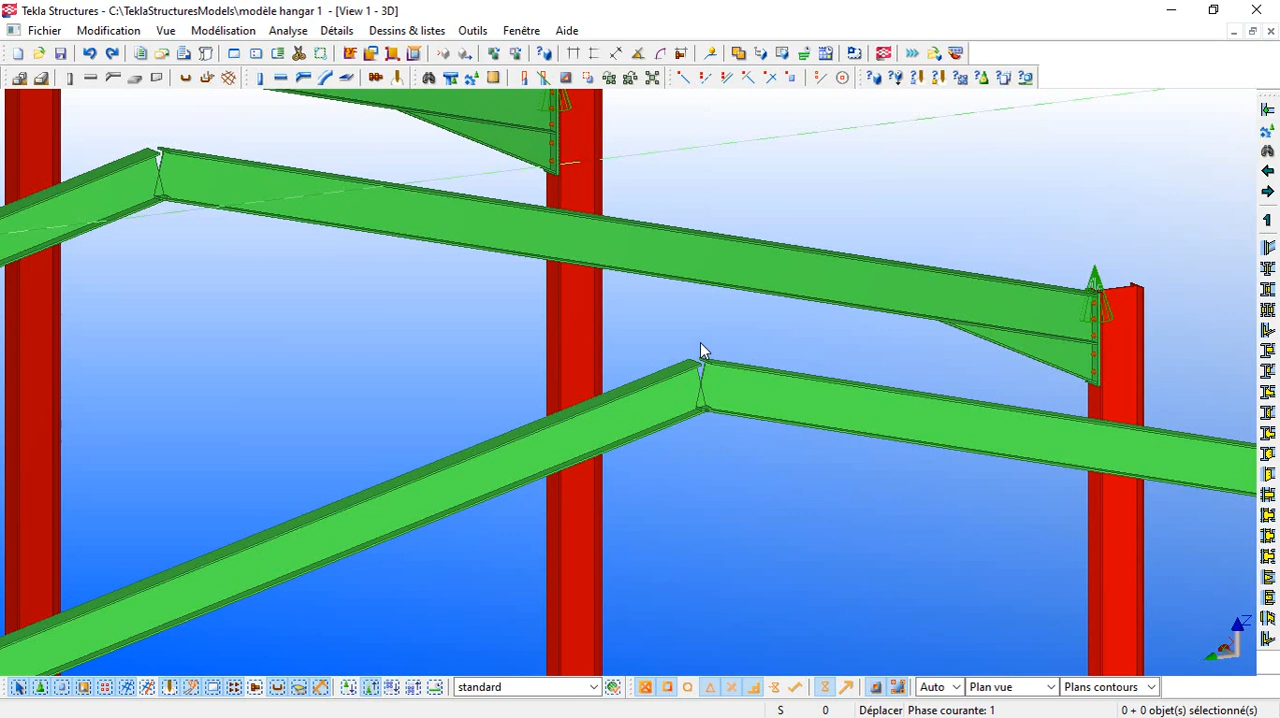 Tekla Structures - C:\TeklaStructuresModels\modèle hangar 1 - [View 1 - 3D]
Fichier Modification Vue Modélisation Analyse Détails Dessins & listes Outils Fenêtre Aide
Z
standard Auto Plan vue Plans contours
S 0 Déplacer Phase courante: 1 0 + 0 objet(s) sélectionné(s)